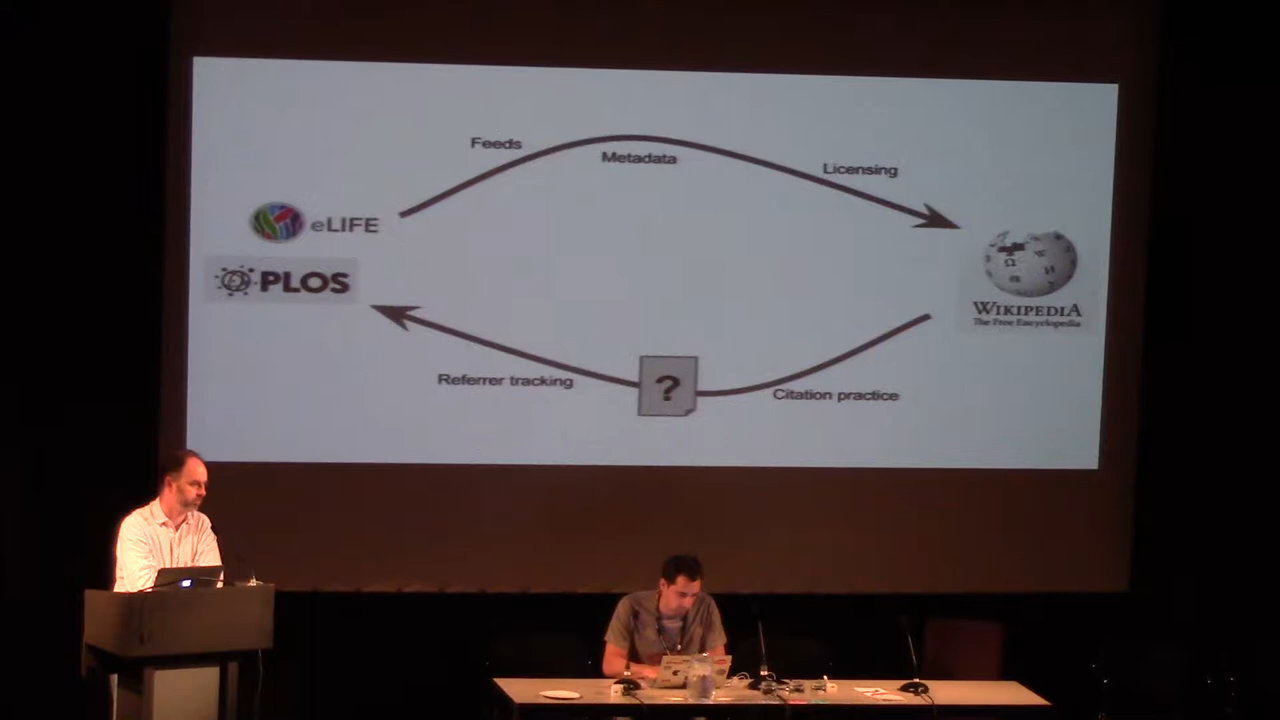 Feeds
Metadata
Licensing
eLIFE
PLOS
Ω
W
WIKIPEDIA
The Free Encyclopedia
Referrer tracking
?
Citation practice